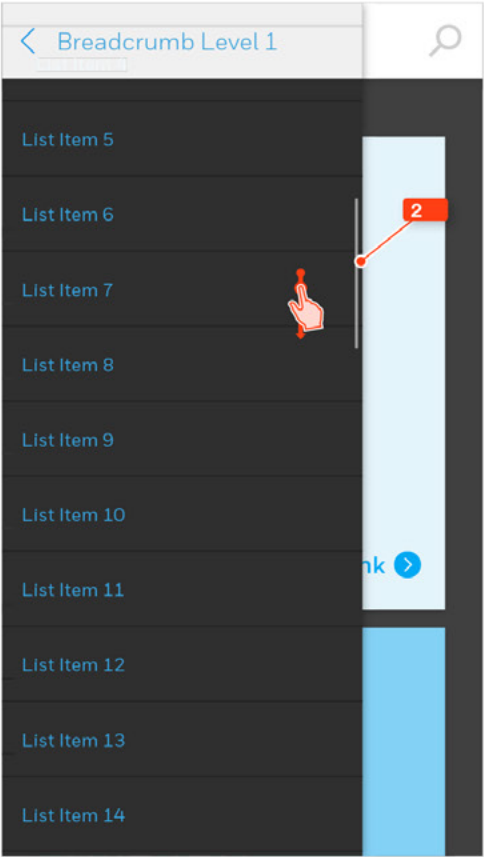 Breadcrumb Level 1
List Item 5
List Item 6
2
List Item 7
List Item 8
List Item 9
List Item 10
nk
List Item 11
List Item 12
List Item 13
List Item 14